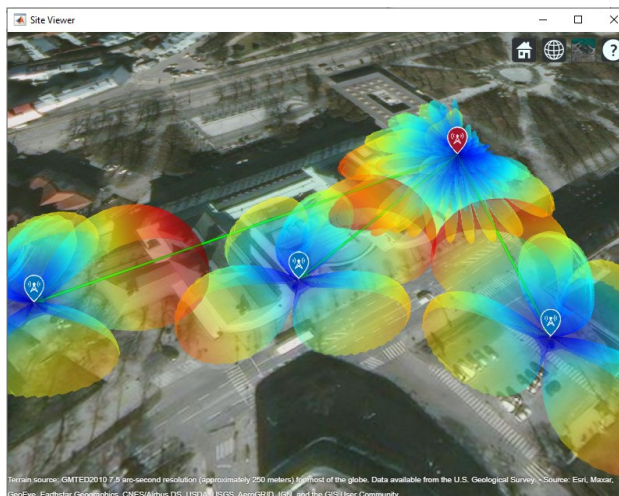 Site Viewer
?
Terrain source: GMTED2010 7.5 arc-second resolution (approximately 250 meters) for most of the globe. Data available from the U.S. Geological Survey. • Source: Esri, Maxar,
GeoEye, Earthstar Geographics, CNES/Airbus DS, USDA, USGS, AeroGRID, IGN, and the GIS User Community